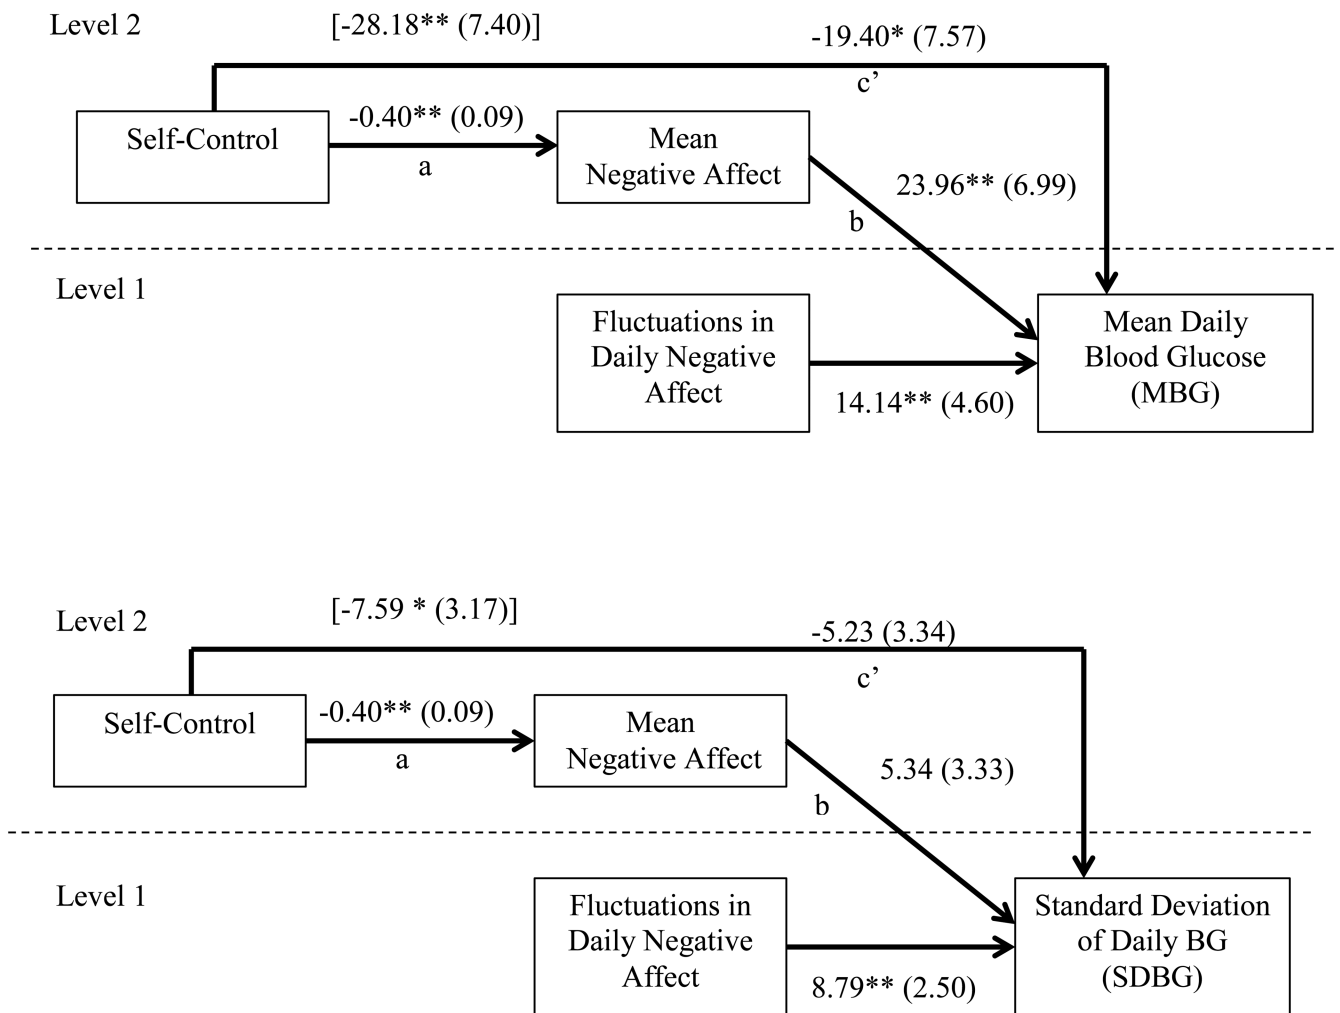 Level 2
[-28.18** (7.40)]
-19.40* (7.57)
c’
Self-Control
-0.40** (0.09)
a
Mean
Negative Affect
23.96** (6.99)
b
Level 1
Fluctuations in
Daily Negative
Affect
14.14** (4.60)
Mean Daily
Blood Glucose
(MBG)
Level 2
[-7.59 * (3.17)]
-5.23 (3.34)
c’
Self-Control
-0.40** (0.09)
a
Mean
Negative Affect
5.34 (3.33)
b
Level 1
Fluctuations in
Daily Negative
Affect
8.79** (2.50)
Standard Deviation
of Daily BG
(SDBG)